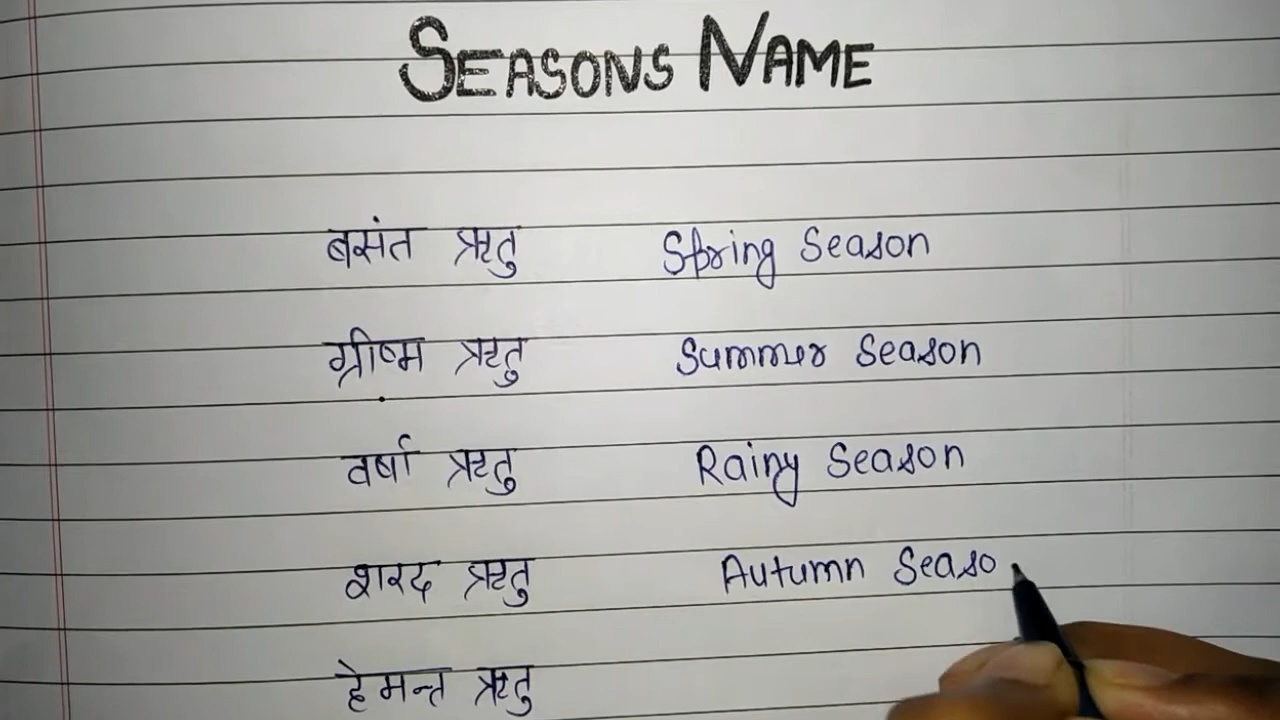 SEASONS NAME
बसंत ऋतु Spring Season
ग्रीष्म ऋतु Summer Season
वर्षा ऋतु Rainy Season
शरद ऋतु Autumn Seaso
हेमन्त ऋतु